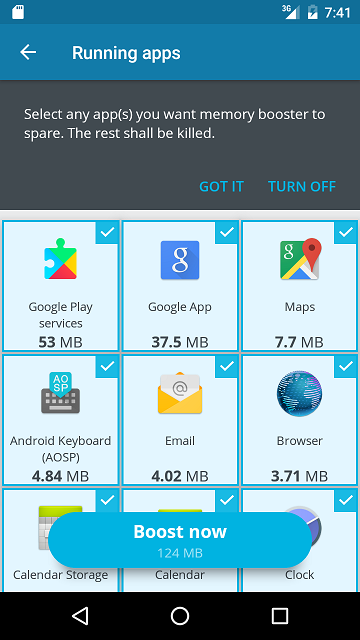 3G 7:41
Running apps
Select any app(s) you want memory booster to
spare. The rest shall be killed.
GOT IT TURN OFF
Google Play
services
53 MB
Google App
37.5 MB
Maps
7.7 MB
AO
SP
Android Keyboard
(AOSP)
4.84 MB
Email
4.02 MB
Browser
3.71 MB
Calendar Storage
Calendar
Clock
Boost now
124 MB